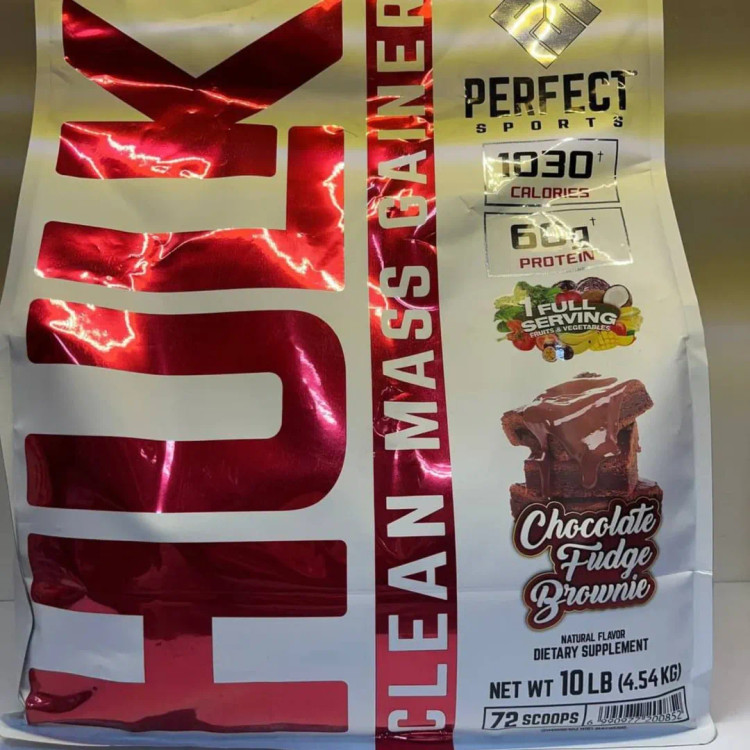 HULK
CLEAN MASS GAINER
PERFECT
SPORTS
1030†
CALORIES
60g†
PROTEIN
1 FULL
SERVING
FRUITS & VEGETABLES
Chocolate
Fudge
Brownie
NATURAL FLAVOR
DIETARY SUPPLEMENT
NET WT 10 LB (4.54 KG)
72 SCOOPS